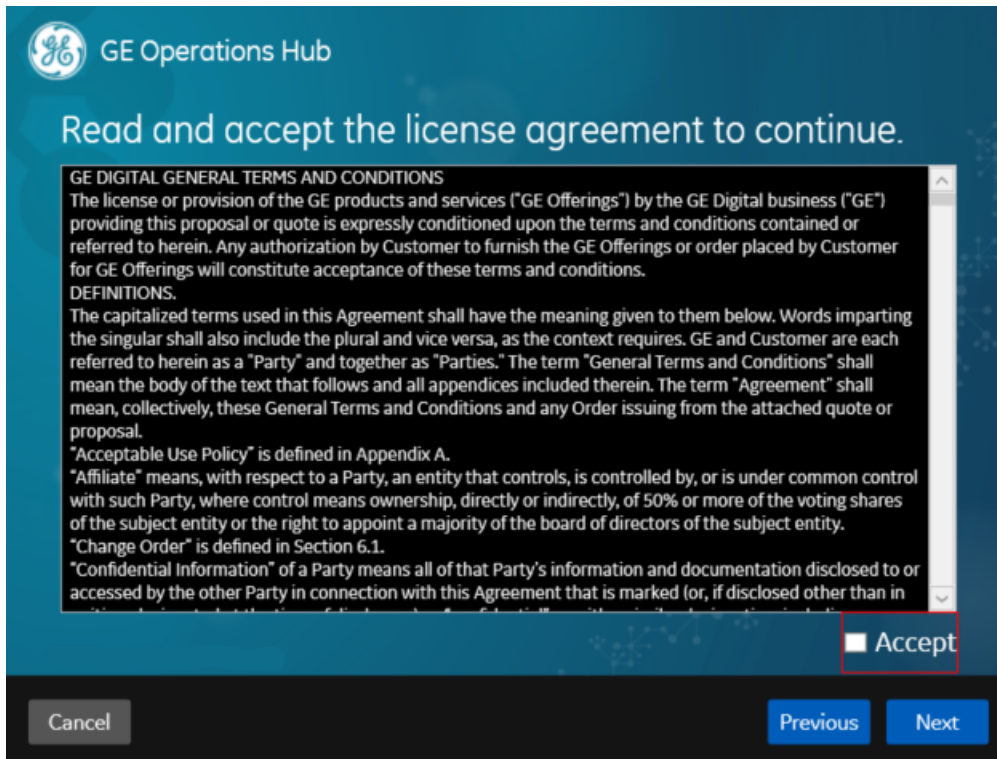 GE Operations Hub
Read and accept the license agreement to continue.
GE DIGITAL GENERAL TERMS AND CONDITIONS
The license or provision of the GE products and services ("GE Offerings") by the GE Digital business ("GE")
providing this proposal or quote is expressly conditioned upon the terms and conditions contained or
referred to herein. Any authorization by Customer to furnish the GE Offerings or order placed by Customer
for GE Offerings will constitute acceptance of these terms and conditions.
DEFINITIONS.
The capitalized terms used in this Agreement shall have the meaning given to them below. Words imparting
the singular shall also include the plural and vice versa, as the context requires. GE and Customer are each
referred to herein as a "Party" and together as "Parties." The term "General Terms and Conditions" shall
mean the body of the text that follows and all appendices included therein. The term "Agreement" shall
mean, collectively, these General Terms and Conditions and any Order issuing from the attached quote or
proposal.
"Acceptable Use Policy" is defined in Appendix A.
"Affiliate" means, with respect to a Party, an entity that controls, is controlled by, or is under common control
with such Party, where control means ownership, directly or indirectly, of 50% or more of the voting shares
of the subject entity or the right to appoint a majority of the board of directors of the subject entity.
"Change Order" is defined in Section 6.1.
"Confidential Information" of a Party means all of that Party's information and documentation disclosed to or
accessed by the other Party in connection with this Agreement that is marked (or, if disclosed other than in
Accept
Cancel
Previous
Next